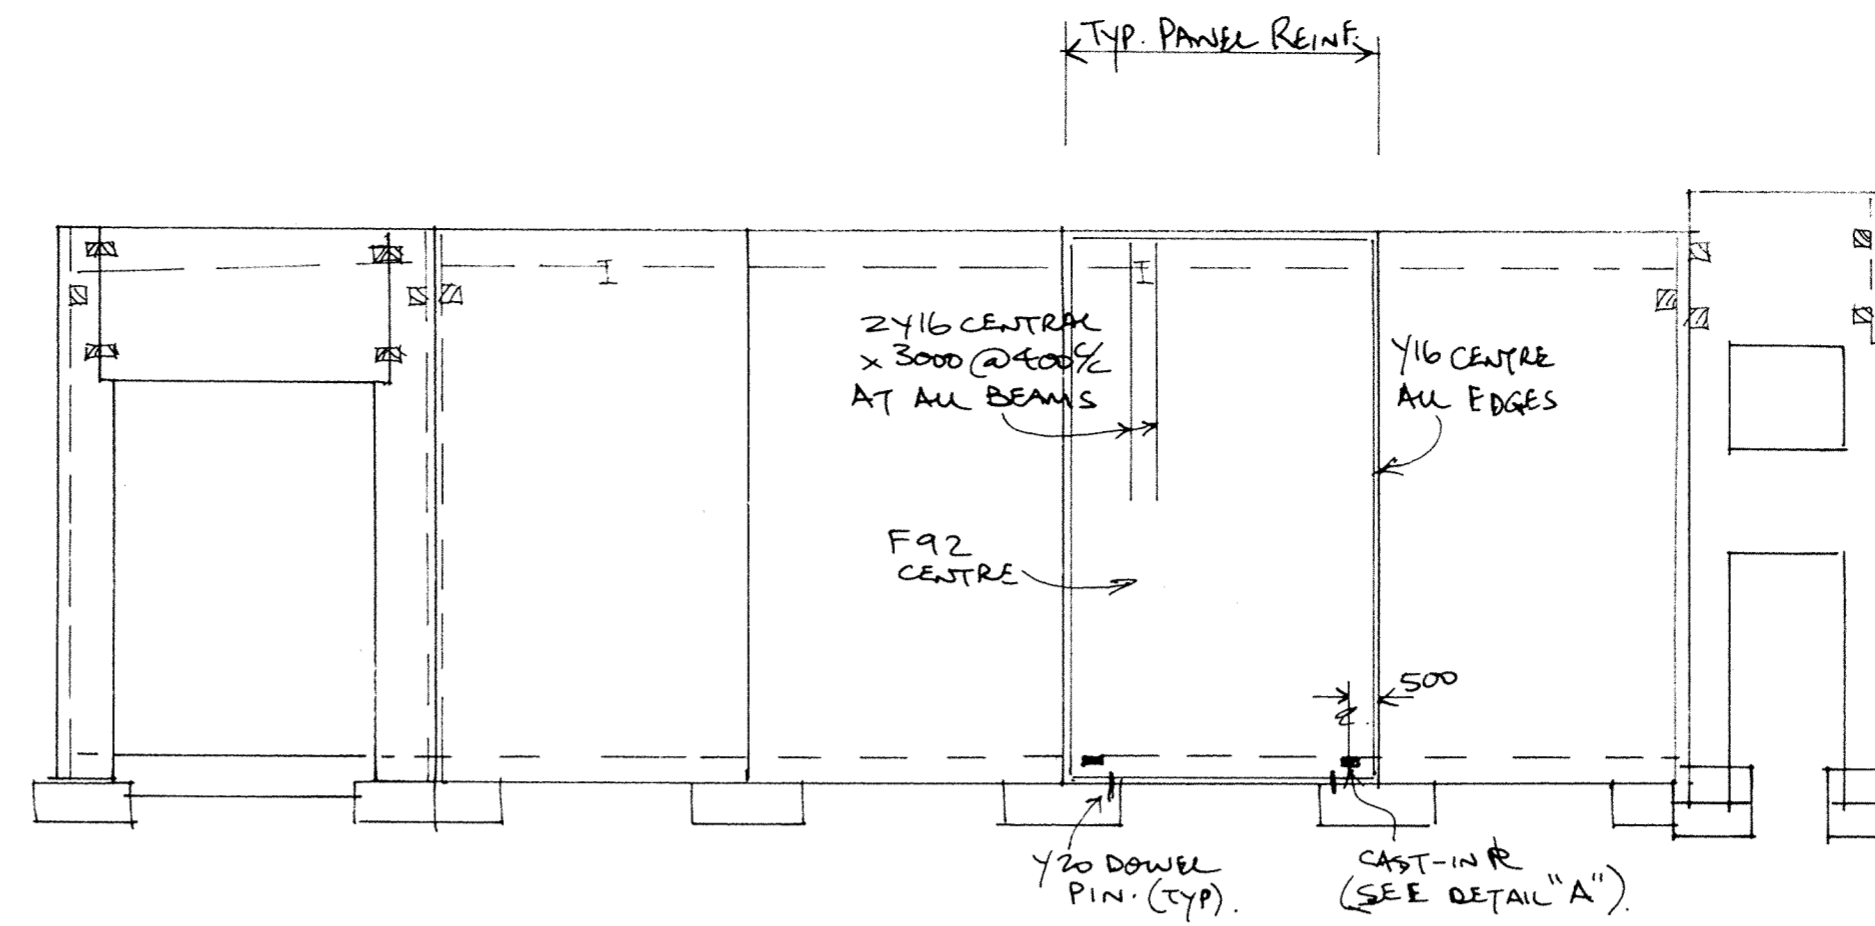 TYP. PANEL REINF.
2Y16 CENTRAL
x 3000 @ 400 c/c
AT ALL BEAMS
Y16 CENTRE
ALL EDGES
F92
CENTRE
500
Y20 DOWEL
PIN. (TYP).
CAST-IN PL
(SEE DETAIL "A").